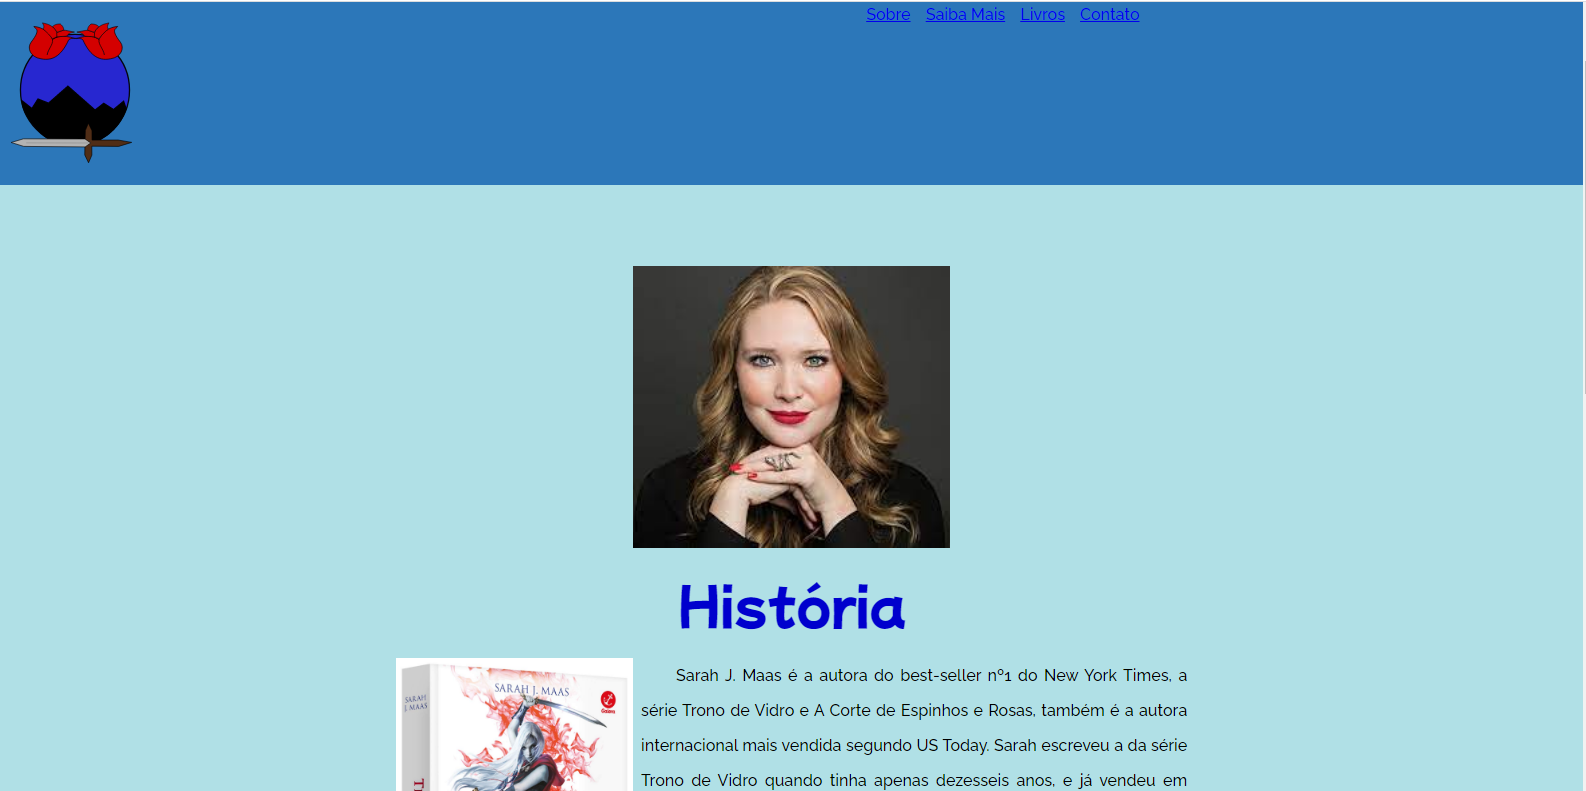 Sobre Saiba Mais Livros Contato
História
SARAH J. MAAS
SARAH J. MAAS
Galera
Sarah J. Maas é a autora do best-seller nº1 do New York Times, a
série Trono de Vidro e A Corte de Espinhos e Rosas, também é a autora
internacional mais vendida segundo US Today. Sarah escreveu a da série
Trono de Vidro quando tinha apenas dezesseis anos, e já vendeu em